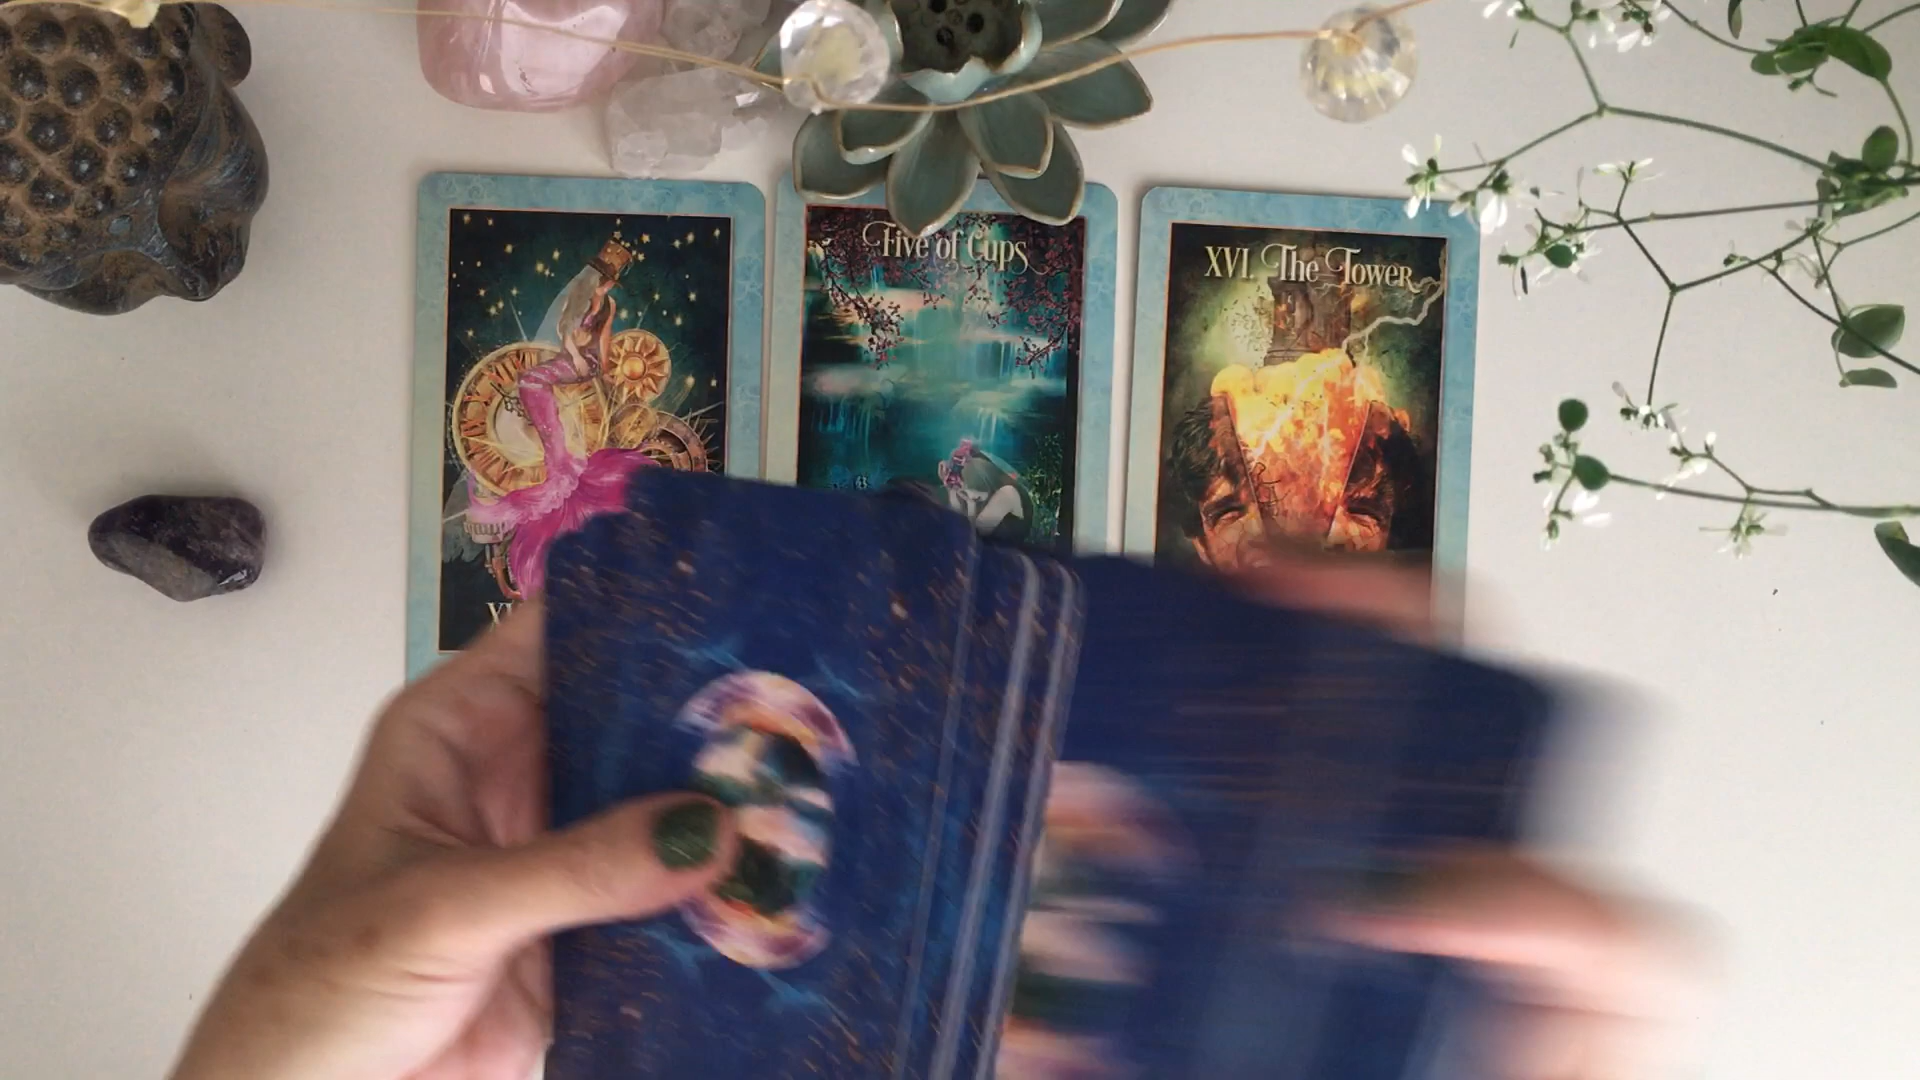 Five of Cups
XVI. The Tower